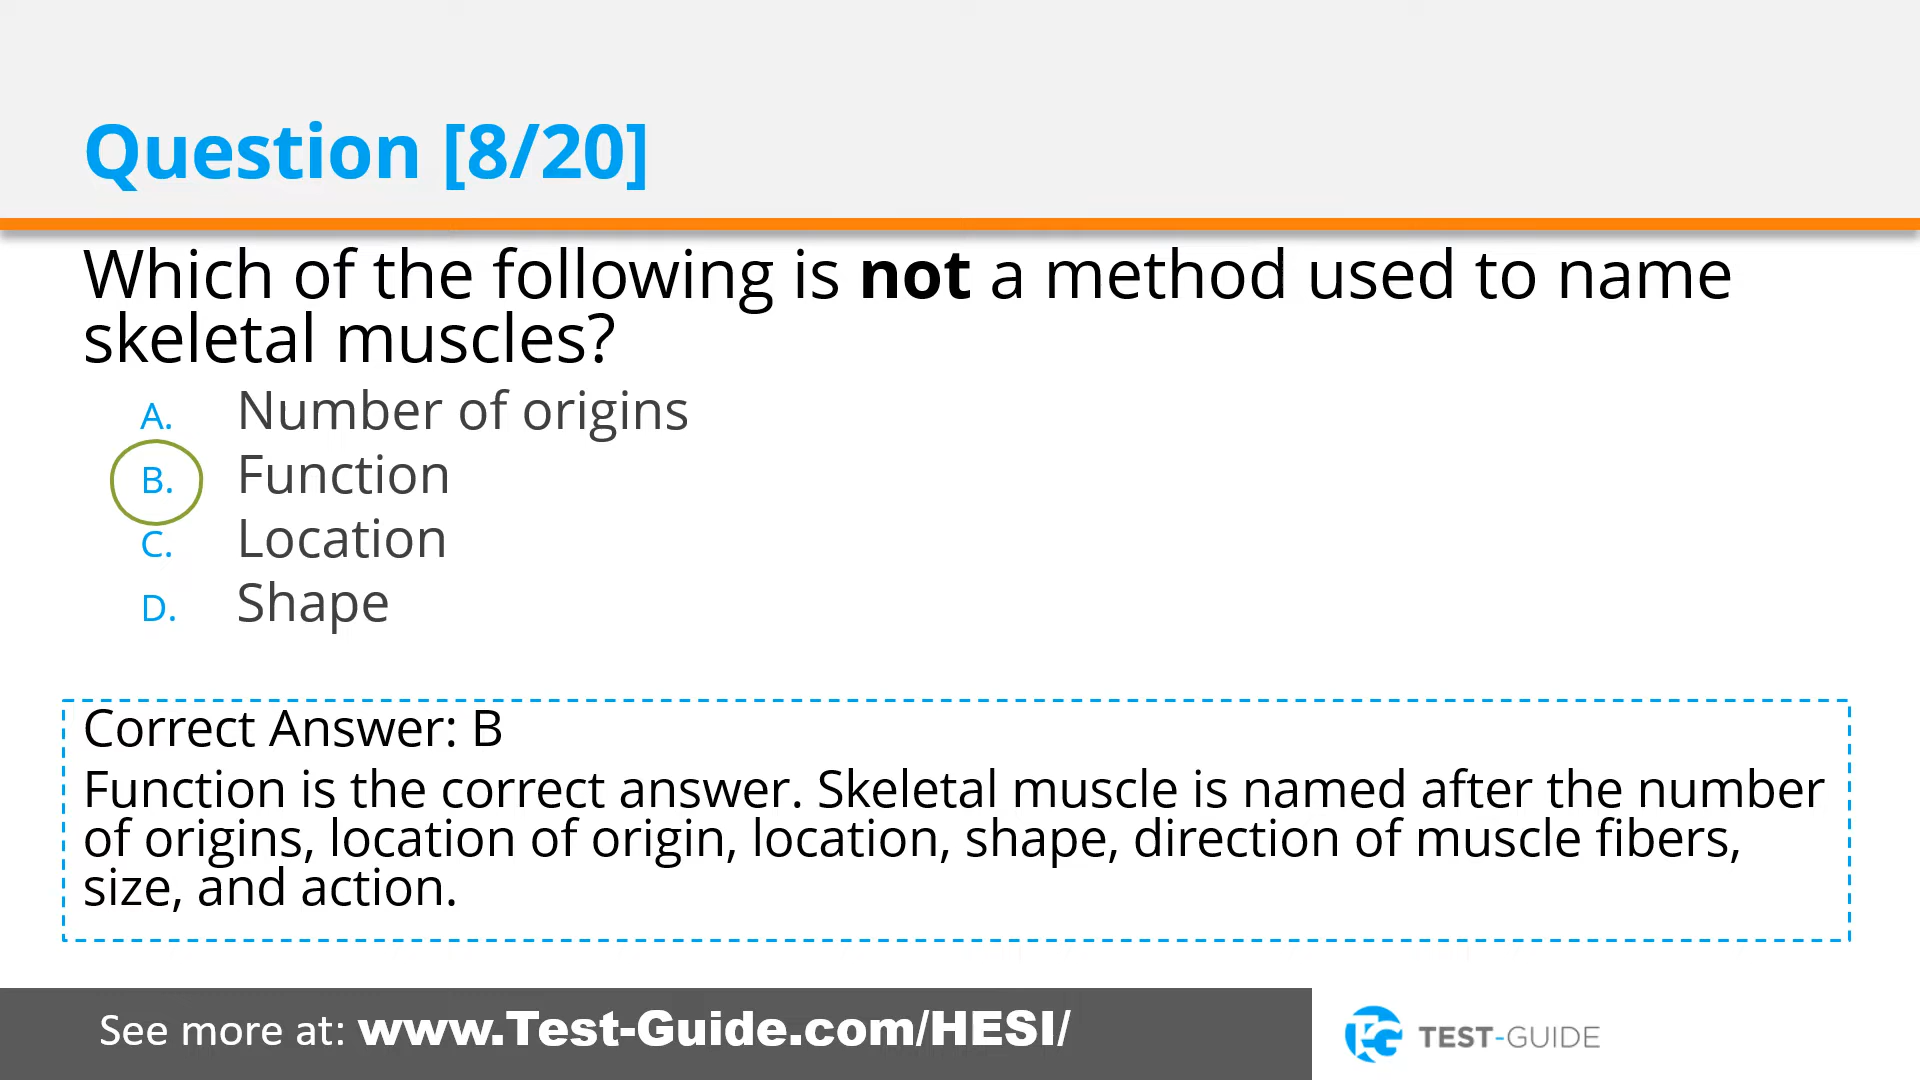 Question [8/20]
Which of the following is not a method used to name
skeletal muscles?
A. Number of origins
B. Function
C. Location
D. Shape
Correct Answer: B
Function is the correct answer. Skeletal muscle is named after the number
of origins, location of origin, location, shape, direction of muscle fibers,
size, and action.
See more at: www.Test-Guide.com/HESI/
TG TEST-GUIDE